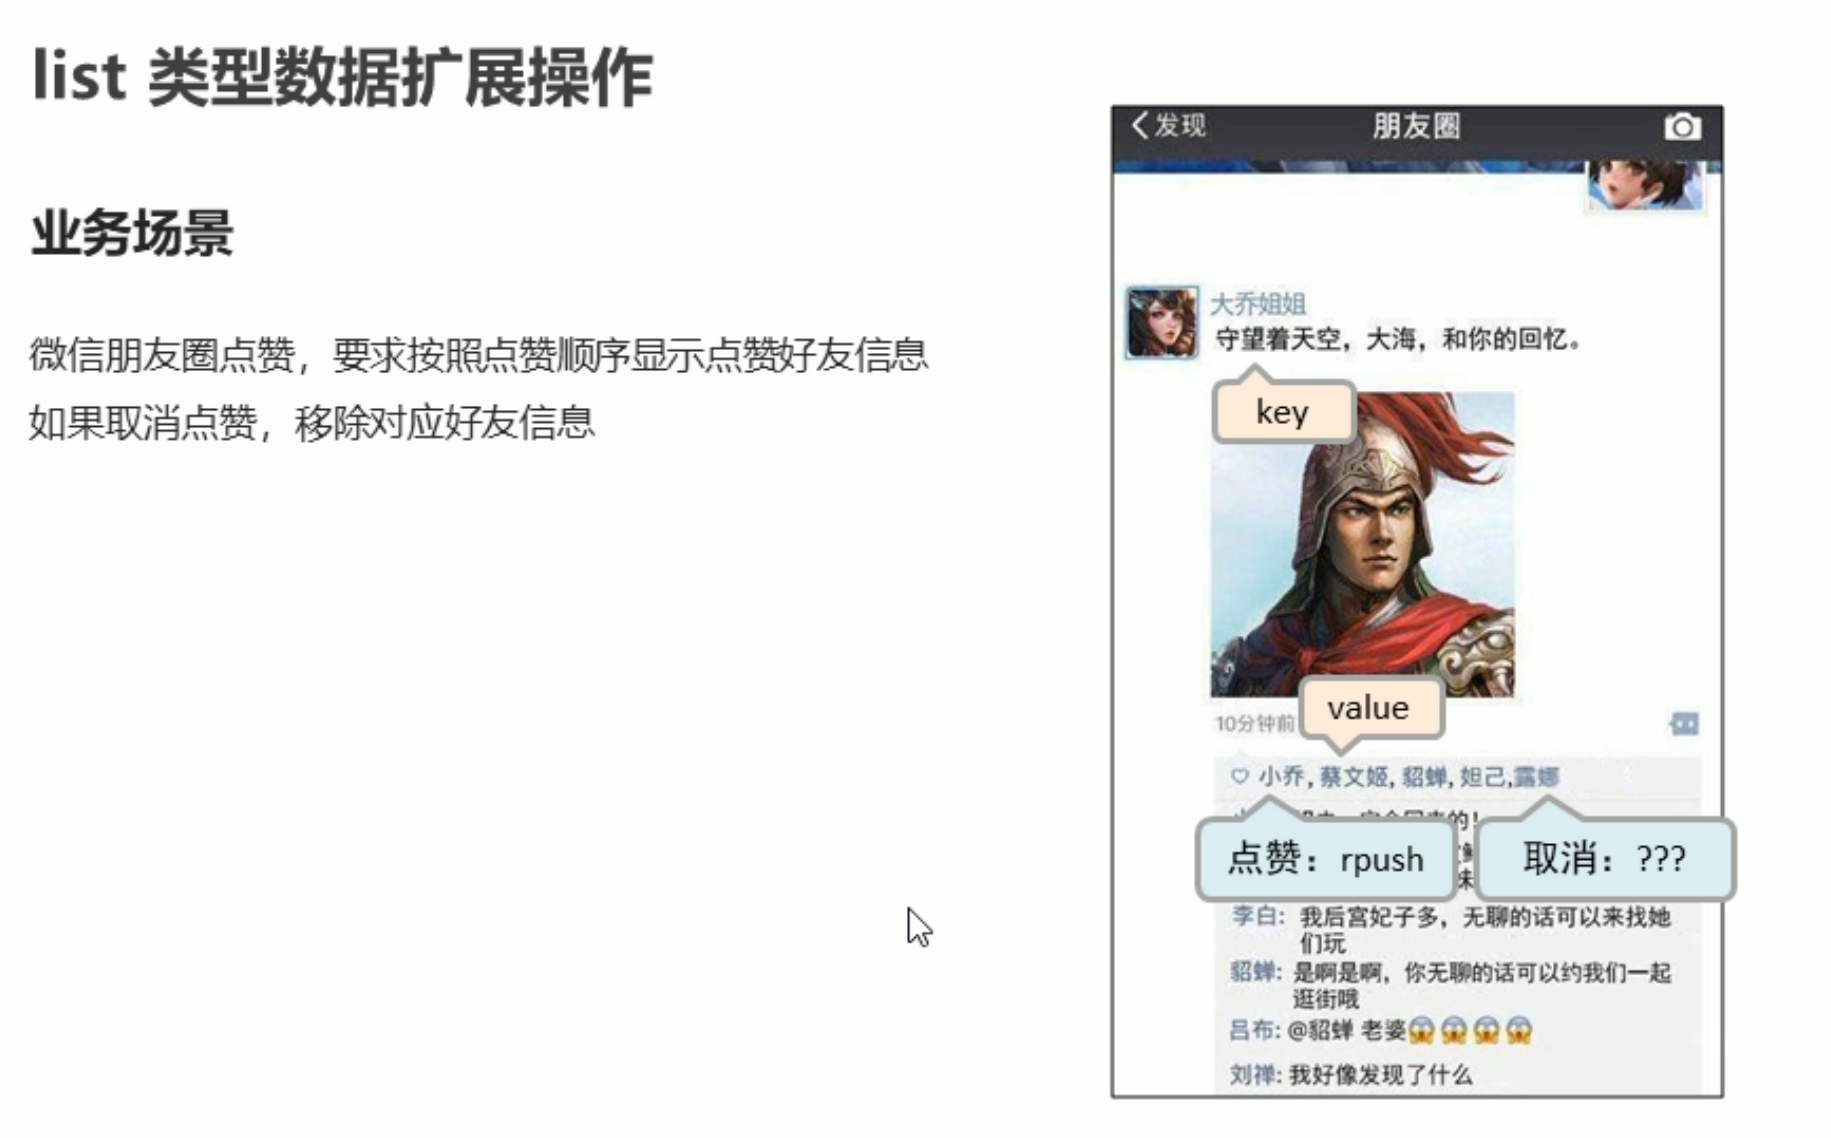 list 类型数据扩展操作
业务场景
微信朋友圈点赞，要求按照点赞顺序显示点赞好友信息
如果取消点赞，移除对应好友信息
发现 朋友圈
大乔姐姐
守望着天空，大海，和你的回忆。
key
value
10分钟前
小乔, 蔡文姬, 貂蝉, 妲己,露娜
的!
点赞：rpush
取消：???
妹
李白: 我后宫妃子多，无聊的话可以来找她
们玩
貂蝉: 是啊是啊，你无聊的话可以约我们一起
逛街哦
吕布: @貂蝉 老婆😱😱😱😱
刘禅: 我好像发现了什么